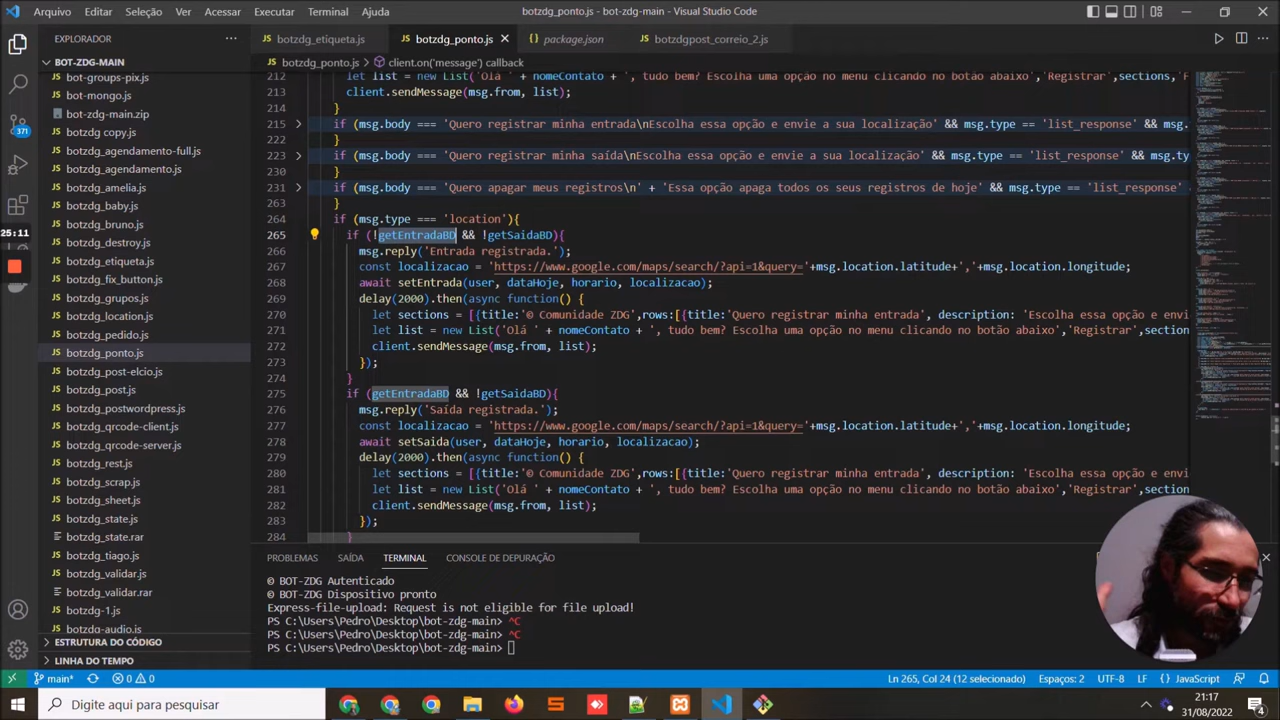 Arquivo Editar Seleção Ver Acessar Executar Terminal Ajuda
botzdg_ponto.js - bot-zdg-main - Visual Studio Code
EXPLORADOR
botzdg_etiqueta.js
botzdg_ponto.js
package.json
botzdgpost_correio_2.js
BOT-ZDG-MAIN
botzdg_ponto.js > client.on('message') callback
bot-groups-pix.js
bot-mongo.js
bot-zdg-main.zip
botzdg copy.js
botzdg_agendamento-full.js
botzdg_agendamento.js
botzdg_amelia.js
botzdg_baby.js
botzdg_bruno.js
botzdg_destroy.js
botzdg_etiqueta.js
botzdg_fix_button.js
botzdg_grupos.js
botzdg_location.js
botzdg_pedido.js
botzdg_ponto.js
botzdg_post-elcio.js
botzdg_post.js
botzdg_postwordpress.js
botzdg_qrcode-client.js
botzdg_qrcode-server.js
botzdg_rest.js
botzdg_scrap.js
botzdg_sheet.js
botzdg_state.js
botzdg_state.rar
botzdg_tiago.js
botzdg_validar.js
botzdg_validar.rar
botzdg-1.js
botzdg-audio.js
ESTRUTURA DO CÓDIGO
LINHA DO TEMPO
371
25:11
212 let list = new List('Olá ' + nomeContato + ', tudo bem? Escolha uma opção no menu clicando no botão abaixo','Registrar',sections,'F
213 client.sendMessage(msg.from, list);
214 }
215 if (msg.body === 'Quero registrar minha entrada\nEscolha essa opção e envie a sua localização' && msg.type == 'list_response' && msg.
222 }
223 if (msg.body === 'Quero registrar minha saída\nEscolha essa opção e envie a sua localização' && msg.type == 'list_response' && msg.ty
230 }
231 if (msg.body === 'Quero zerar meus registros\n' + 'Essa opção apaga todos os seus registros de hoje' && msg.type == 'list_response'
263 }
264 if (msg.type === 'location'){
265 if (!getEntradaBD && !getSaidaBD){
266 msg.reply('Entrada registrada.');
267 const localizacao = 'https://www.google.com/maps/search/?api=1&query='+msg.location.latitude+','+msg.location.longitude;
268 await setEntrada(user, dataHoje, horario, localizacao);
269 delay(2000).then(async function() {
270 let sections = [{title:'© Comunidade ZDG',rows:[{title:'Quero registrar minha entrada', description: 'Escolha essa opção e envi
271 let list = new List('Olá ' + nomeContato + ', tudo bem? Escolha uma opção no menu clicando no botão abaixo','Registrar',section
272 client.sendMessage(msg.from, list);
273 });
274 }
275 if (getEntradaBD && !getSaidaBD){
276 msg.reply('Saída registrada.');
277 const localizacao = 'https://www.google.com/maps/search/?api=1&query='+msg.location.latitude+','+msg.location.longitude;
278 await setSaida(user, dataHoje, horario, localizacao);
279 delay(2000).then(async function() {
280 let sections = [{title:'© Comunidade ZDG',rows:[{title:'Quero registrar minha entrada', description: 'Escolha essa opção e envi
281 let list = new List('Olá ' + nomeContato + ', tudo bem? Escolha uma opção no menu clicando no botão abaixo','Registrar',section
282 client.sendMessage(msg.from, list);
283 });
284 }
PROBLEMAS SAÍDA TERMINAL CONSOLE DE DEPURAÇÃO
© BOT-ZDG Autenticado
© BOT-ZDG Dispositivo pronto
Express-file-upload: Request is not eligible for file upload!
PS C:\Users\Pedro\Desktop\bot-zdg-main> ^C
PS C:\Users\Pedro\Desktop\bot-zdg-main> ^C
PS C:\Users\Pedro\Desktop\bot-zdg-main>
main* 0 0
Ln 265, Col 24 (12 selecionado) Espaços: 2 UTF-8 LF JavaScript
Digite aqui para pesquisar
21:17
31/08/2022
4